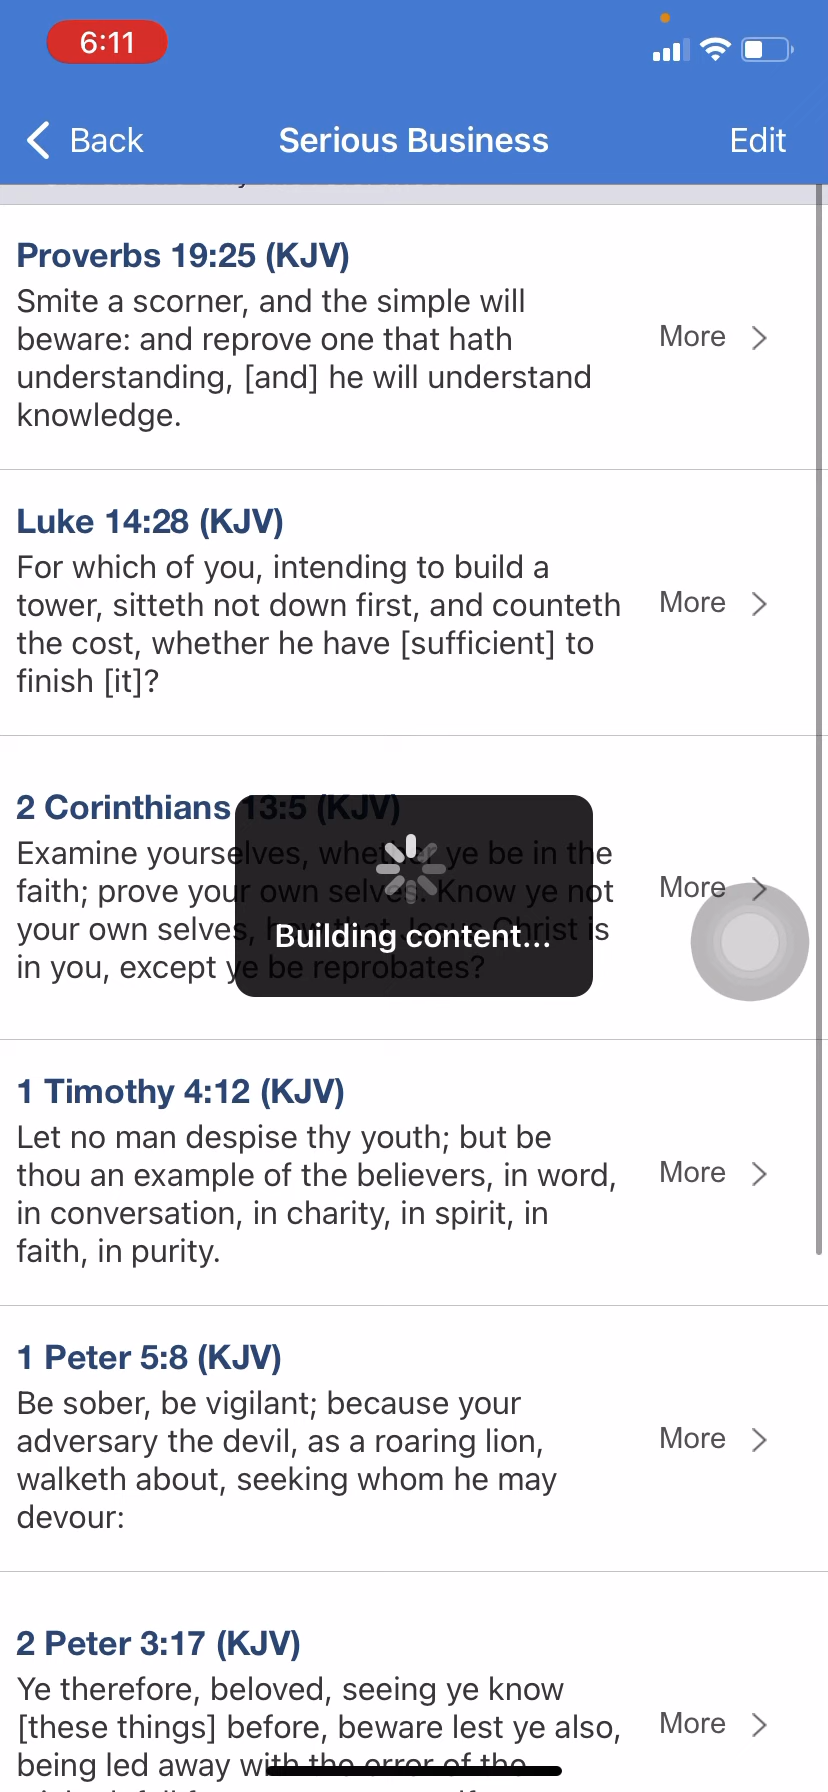 6:11
Back
Serious Business
Edit
Proverbs 19:25 (KJV)
Smite a scorner, and the simple will
beware: and reprove one that hath
understanding, [and] he will understand
knowledge.
More
Luke 14:28 (KJV)
For which of you, intending to build a
tower, sitteth not down first, and counteth
the cost, whether he have [sufficient] to
finish [it]?
More
2 Corinthians 13:5 (KJV)
Examine yourselves, whether ye be in the
faith; prove your own selves. Know ye not
your own selves, how that Jesus Christ is
in you, except ye be reprobates?
More
Building content...
1 Timothy 4:12 (KJV)
Let no man despise thy youth; but be
thou an example of the believers, in word,
in conversation, in charity, in spirit, in
faith, in purity.
More
1 Peter 5:8 (KJV)
Be sober, be vigilant; because your
adversary the devil, as a roaring lion,
walketh about, seeking whom he may
devour:
More
2 Peter 3:17 (KJV)
Ye therefore, beloved, seeing ye know
[these things] before, beware lest ye also,
being led away with the error of the
More